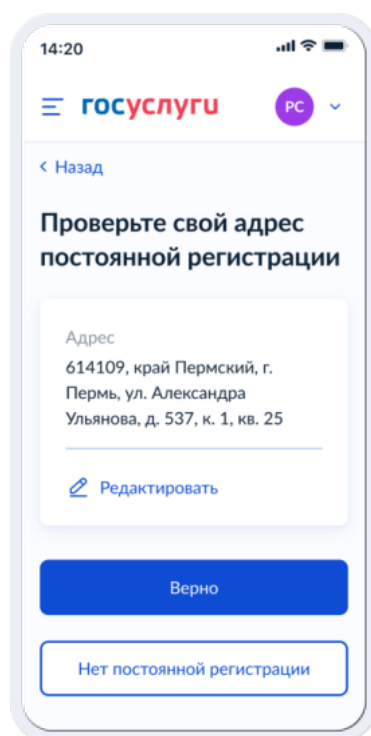 14:20
госуслуги
РС
Назад
Проверьте свой адрес
постоянной регистрации
Адрес
614109, край Пермский, г.
Пермь, ул. Александра
Ульянова, д. 537, к. 1, кв. 25
Редактировать
Верно
Нет постоянной регистрации